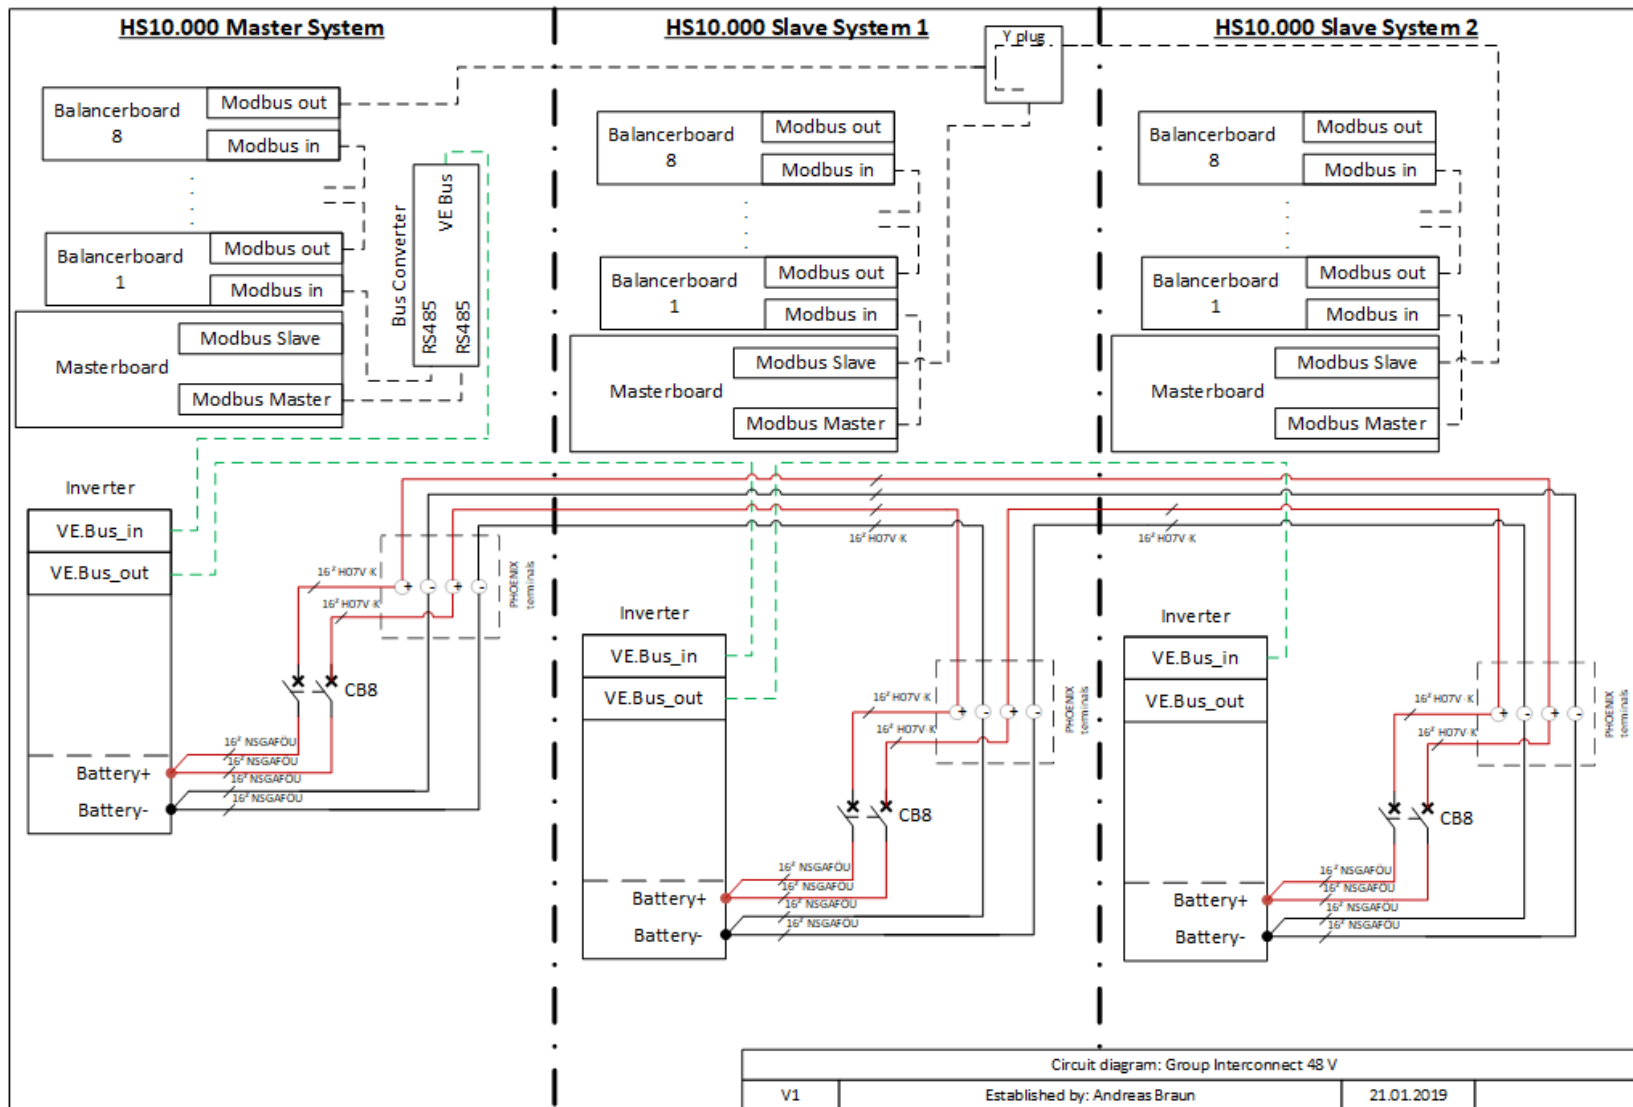 HS10.000 Master System
HS10.000 Slave System 1
HS10.000 Slave System 2
Y plug
Balancerboard
8
Modbus out
Modbus in
Balancerboard
1
Modbus out
Modbus in
Masterboard
Modbus Slave
Modbus Master
Bus Converter
VE Bus
RS485
RS485
Balancerboard
8
Modbus out
Modbus in
Balancerboard
1
Modbus out
Modbus in
Masterboard
Modbus Slave
Modbus Master
Balancerboard
8
Modbus out
Modbus in
Balancerboard
1
Modbus out
Modbus in
Masterboard
Modbus Slave
Modbus Master
Inverter
VE.Bus_in
VE.Bus_out
Battery+
Battery-
16² H07V-K
16² H07V-K
+
-
+
-
PHOENIX
terminals
CB8
16² NSGAFÖU
16² NSGAFÖU
16² NSGAFÖU
16² NSGAFÖU
16² H07V-K
16² H07V-K
Inverter
VE.Bus_in
VE.Bus_out
Battery+
Battery-
16² H07V-K
16² H07V-K
+
-
+
-
PHOENIX
terminals
CB8
16² NSGAFÖU
16² NSGAFÖU
16² NSGAFÖU
16² NSGAFÖU
Inverter
VE.Bus_in
VE.Bus_out
Battery+
Battery-
16² H07V-K
16² H07V-K
+
-
+
-
PHOENIX
terminals
CB8
16² NSGAFÖU
16² NSGAFÖU
16² NSGAFÖU
16² NSGAFÖU
Circuit diagram: Group Interconnect 48 V
V1
Established by: Andreas Braun
21.01.2019